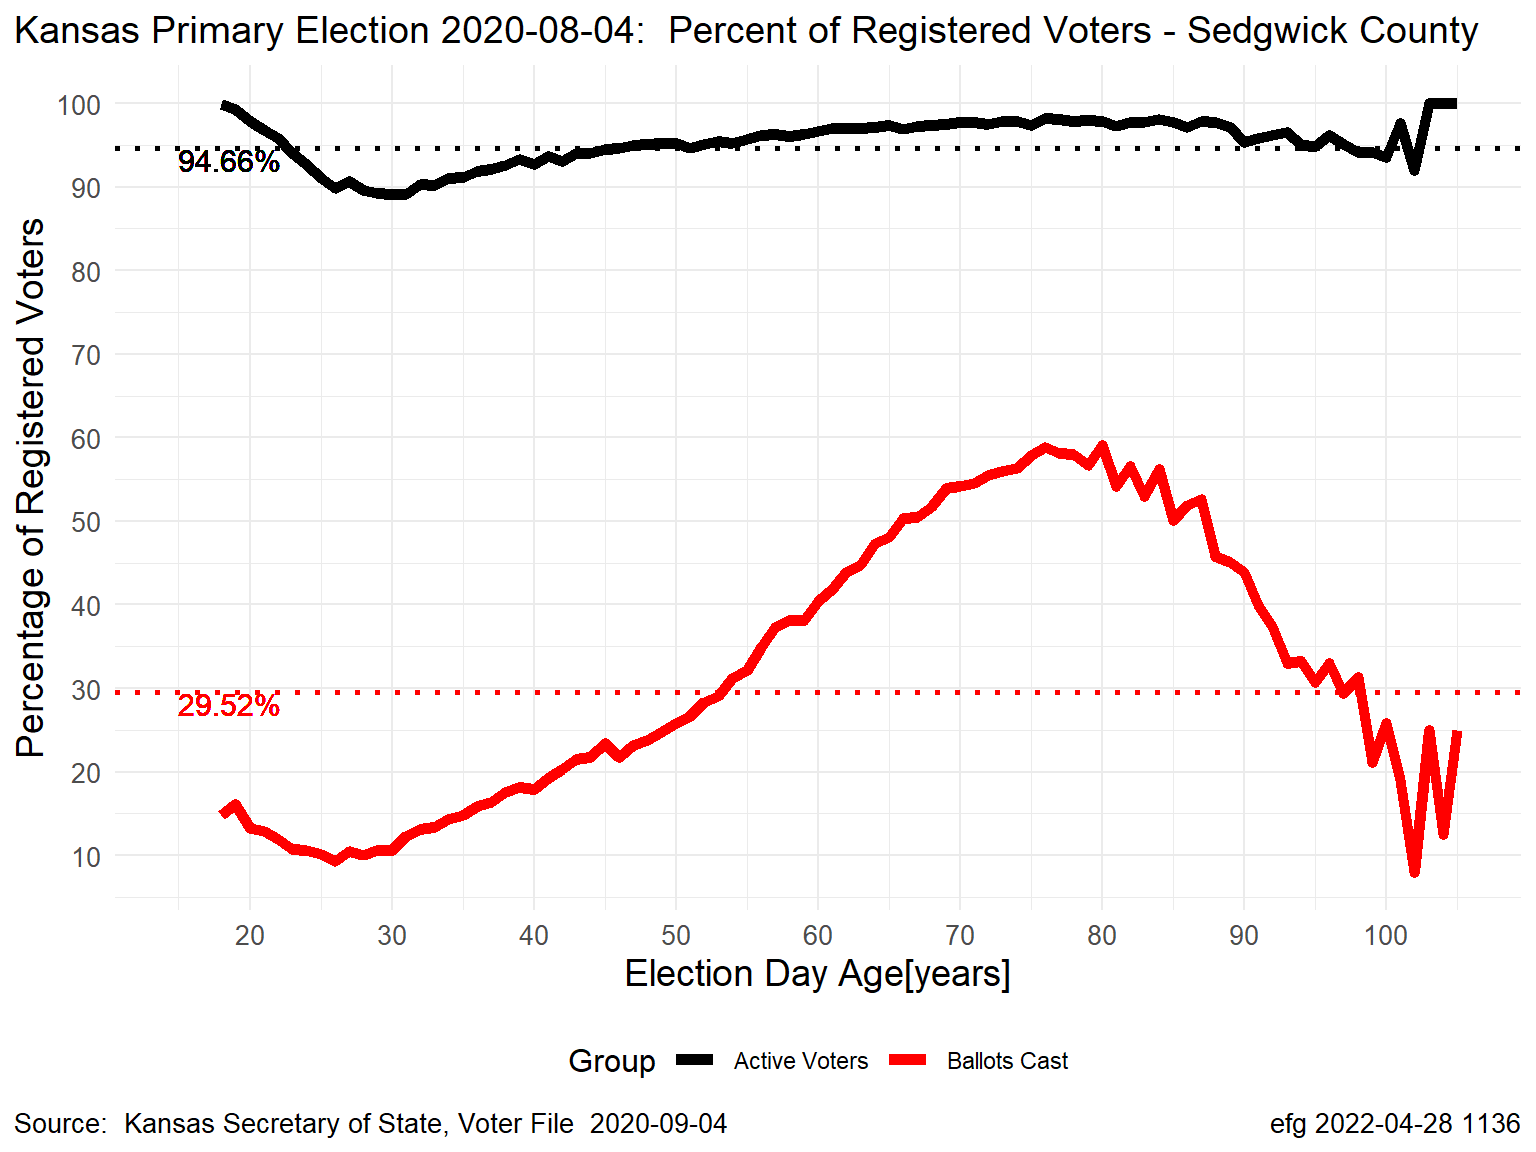 Kansas Primary Election 2020-08-04:  Percent of Registered Voters - Sedgwick County
Percentage of Registered Voters
100
90
80
70
60
50
40
30
20
10
94.66%
29.52%
20 30 40 50 60 70 80 90 100
Election Day Age[years]
Group Active Voters Ballots Cast
Source:  Kansas Secretary of State, Voter File  2020-09-04
efg 2022-04-28 1136